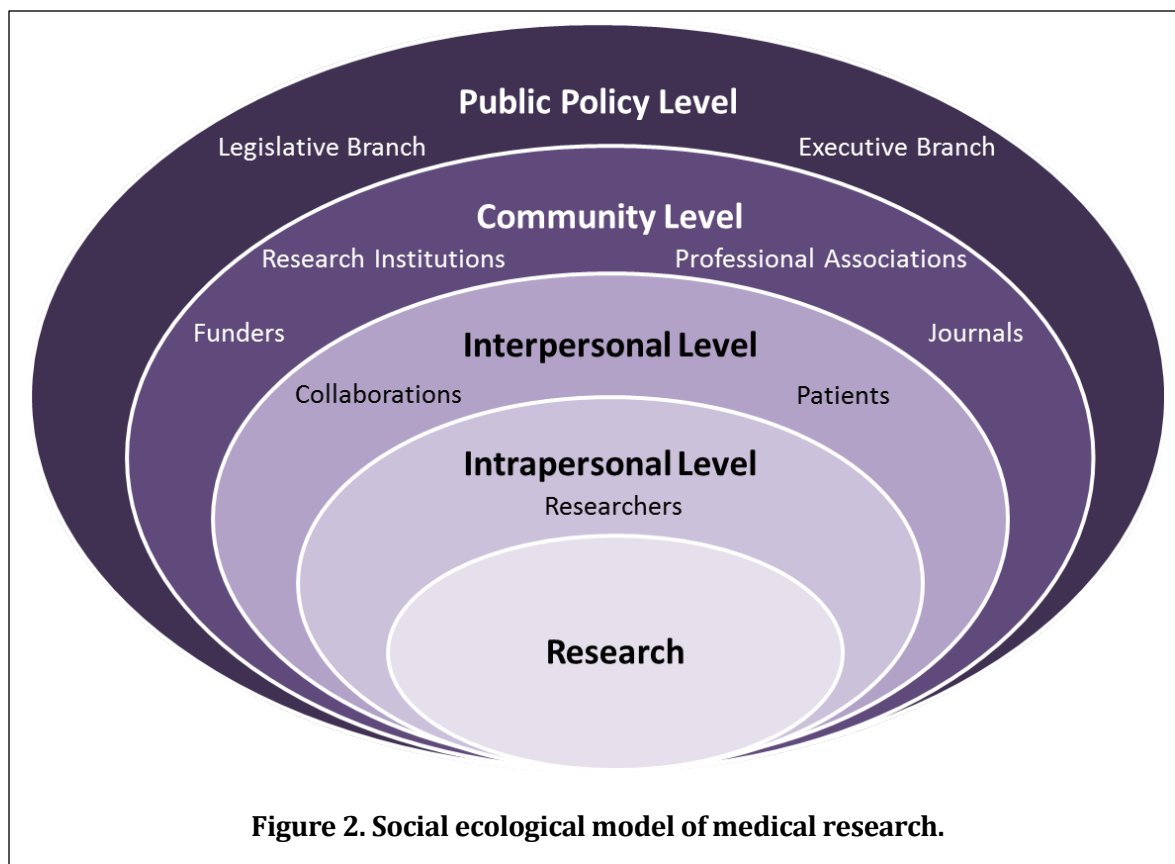 Public Policy Level
Legislative Branch
Executive Branch
Community Level
Research Institutions
Professional Associations
Funders
Journals
Interpersonal Level
Collaborations
Patients
Intrapersonal Level
Researchers
Research
Figure 2. Social ecological model of medical research.